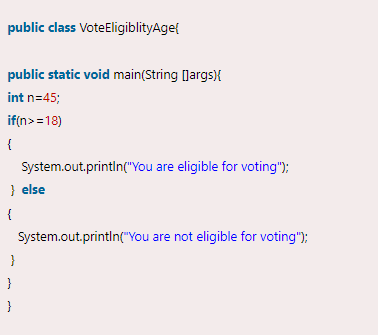 public class VoteEligiblityAge{
public static void main(String []args){
int n=45;
if(n>=18)
{
System.out.println("You are eligible for voting");
} else
{
System.out.println("You are not eligible for voting");
}
}
}